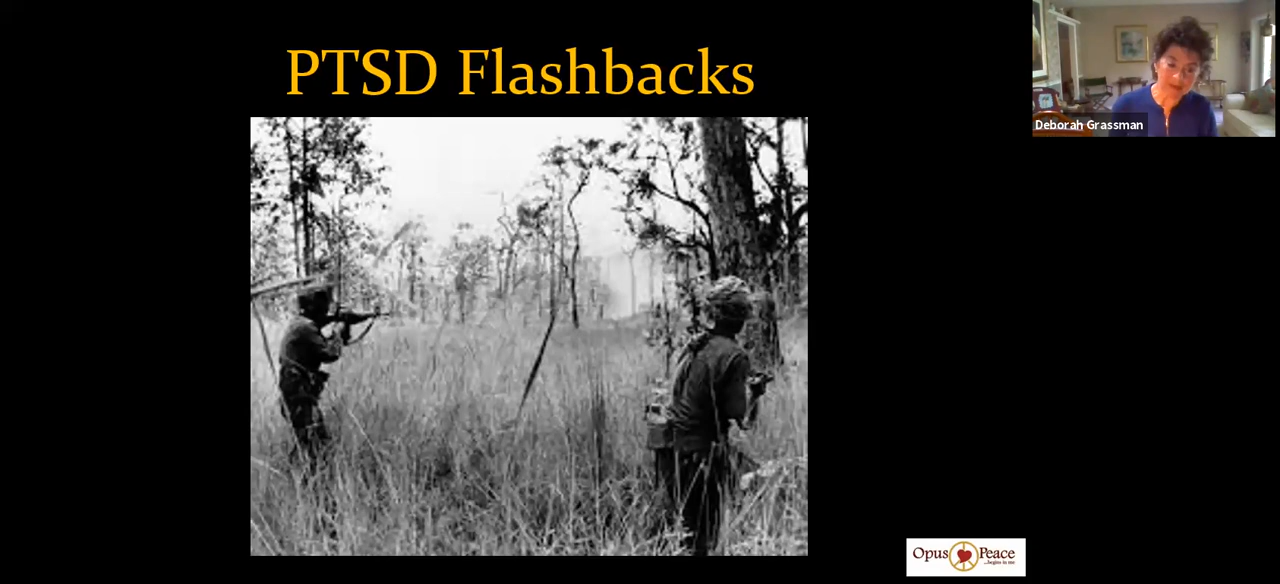 PTSD Flashbacks
Deborah Grassman
Opus Peace
...begins in me